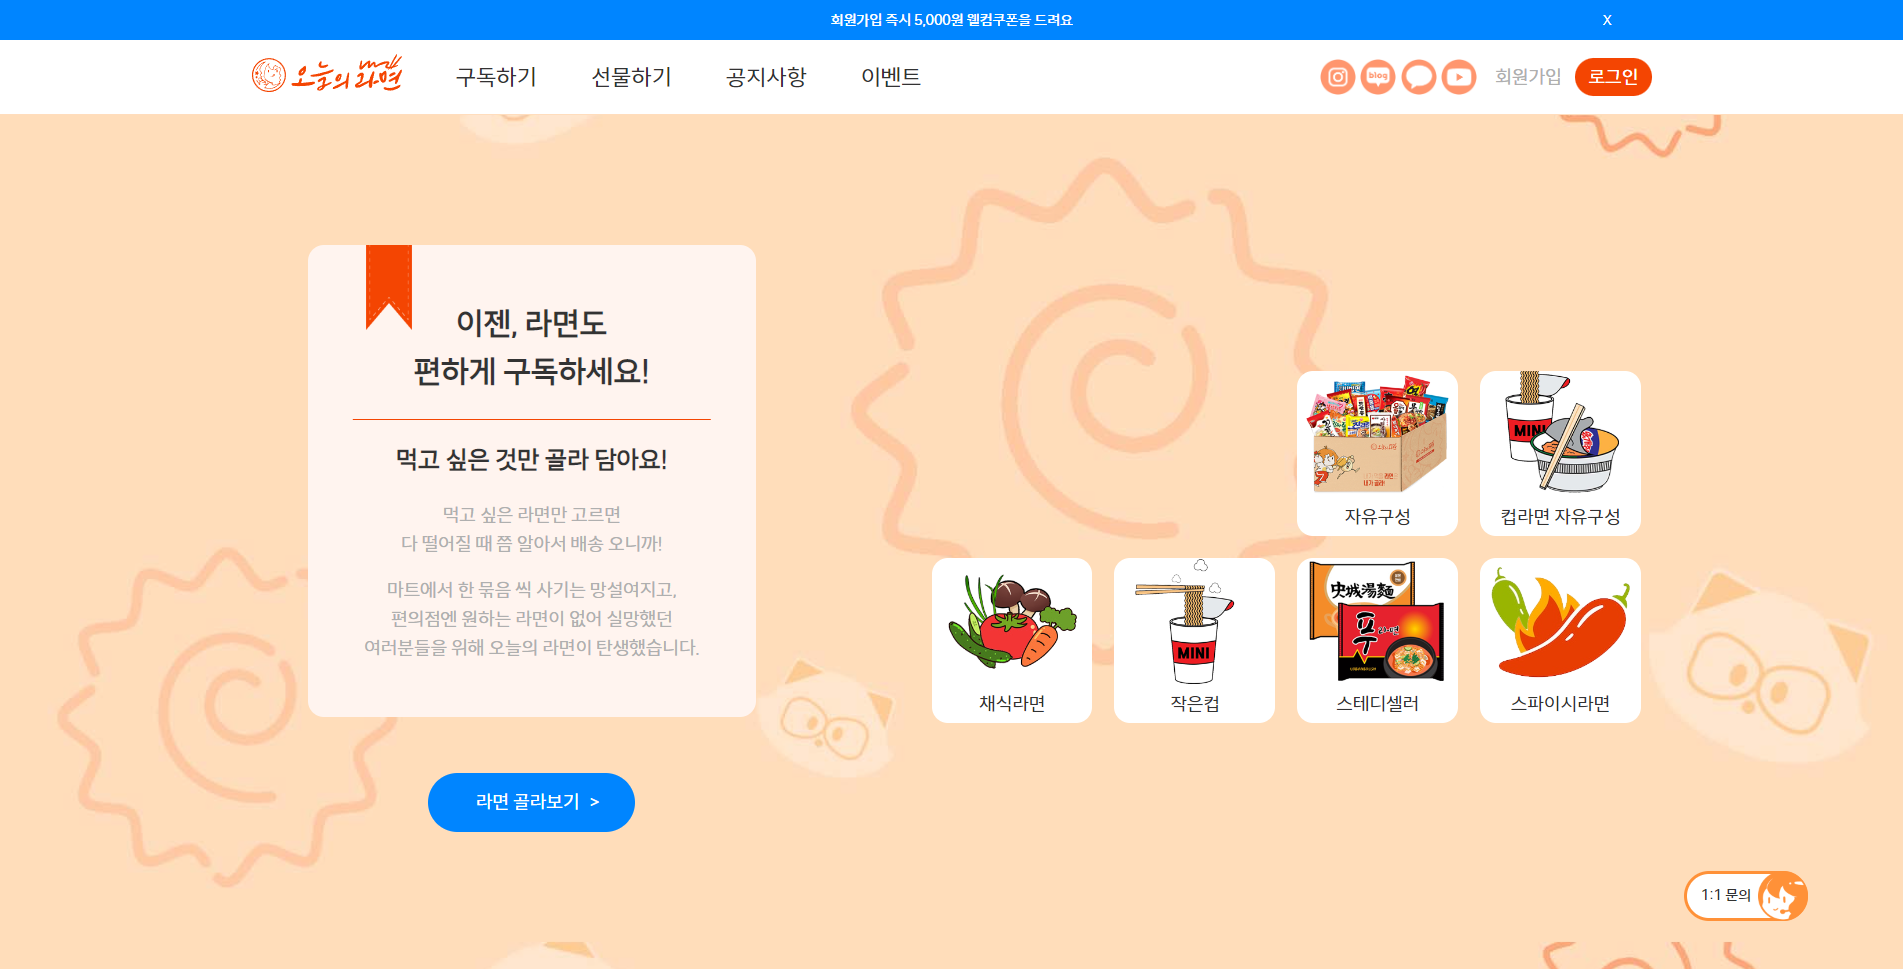 회원가입 즉시 5,000원 웰컴쿠폰을 드려요
X
오늘의 라면
구독하기
선물하기
공지사항
이벤트
blog
회원가입
로그인
이젠, 라면도
편하게 구독하세요!
먹고 싶은 것만 골라 담아요!
먹고 싶은 라면만 고르면
다 떨어질 때 쯤 알아서 배송 오니까!
마트에서 한 묶음 씩 사기는 망설여지고,
편의점엔 원하는 라면이 없어 실망했던
여러분들을 위해 오늘의 라면이 탄생했습니다.
라면 골라보기 >
자유구성
MINI
컵라면 자유구성
채식라면
MINI
작은컵
푸
라면
스테디셀러
스파이시라면
1:1 문의